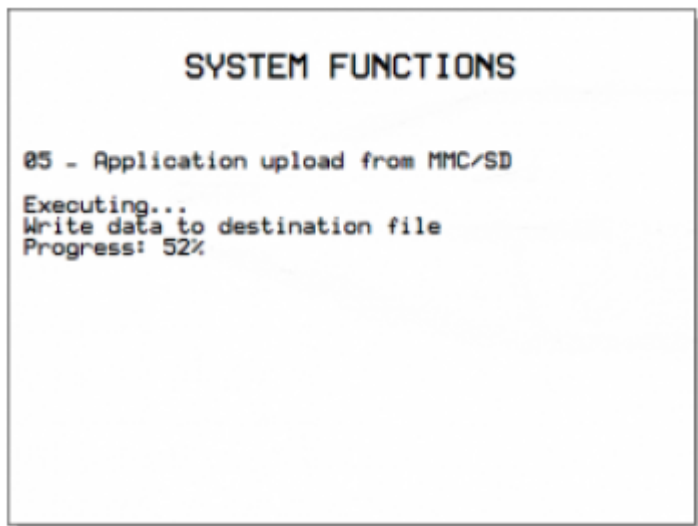 SYSTEM FUNCTIONS
05 - Application upload from MMC/SD
Executing...
Write data to destination file
Progress: 52%